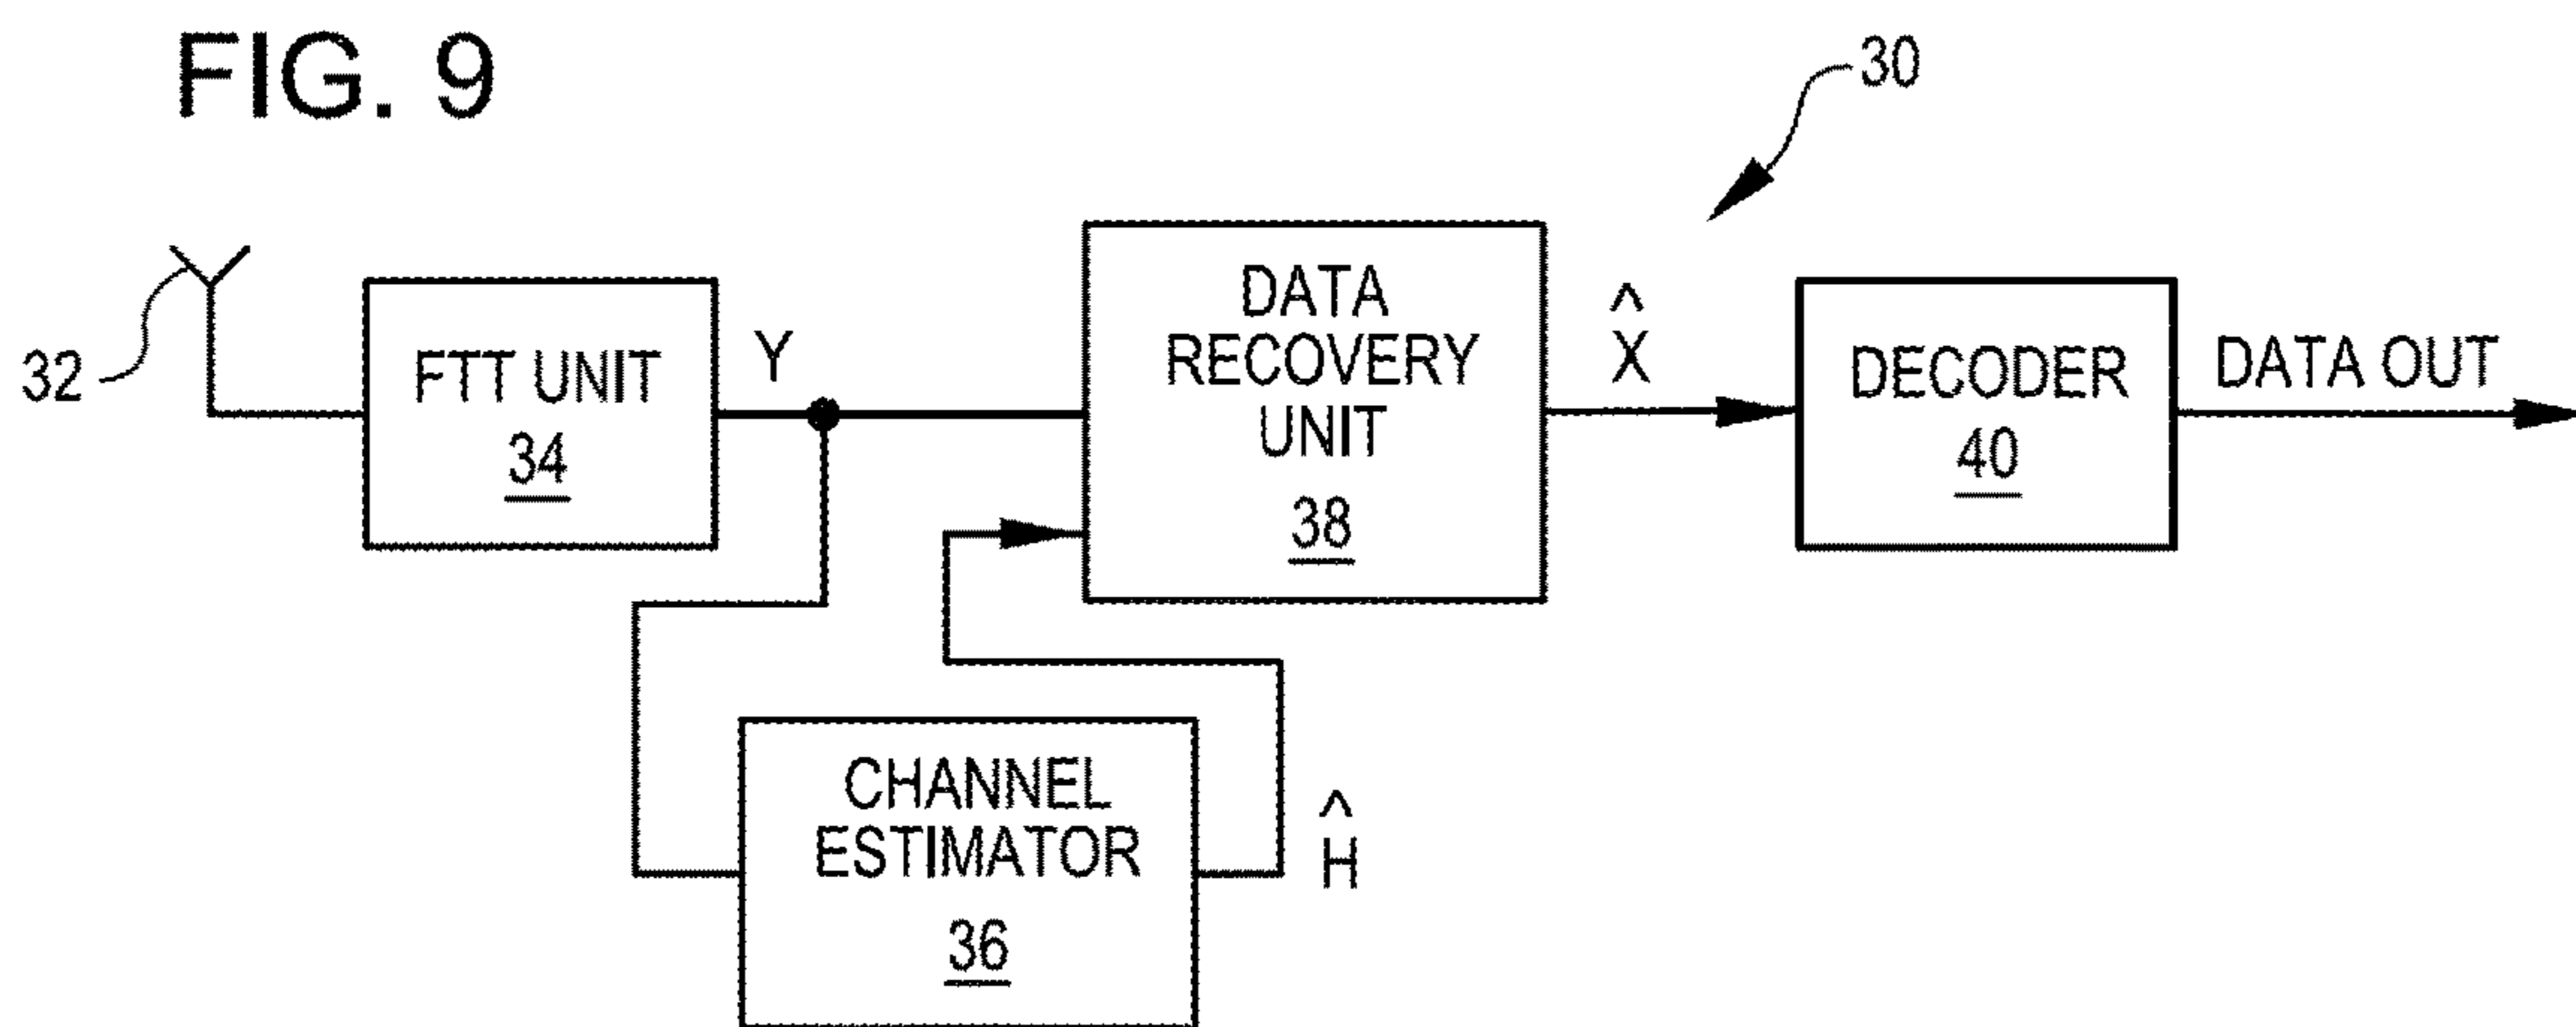 FIG. 9
30
32
FTT UNIT
34
Y
DATA
RECOVERY
UNIT
38
X̂
DECODER
40
DATA OUT
CHANNEL
ESTIMATOR
36
Ĥ